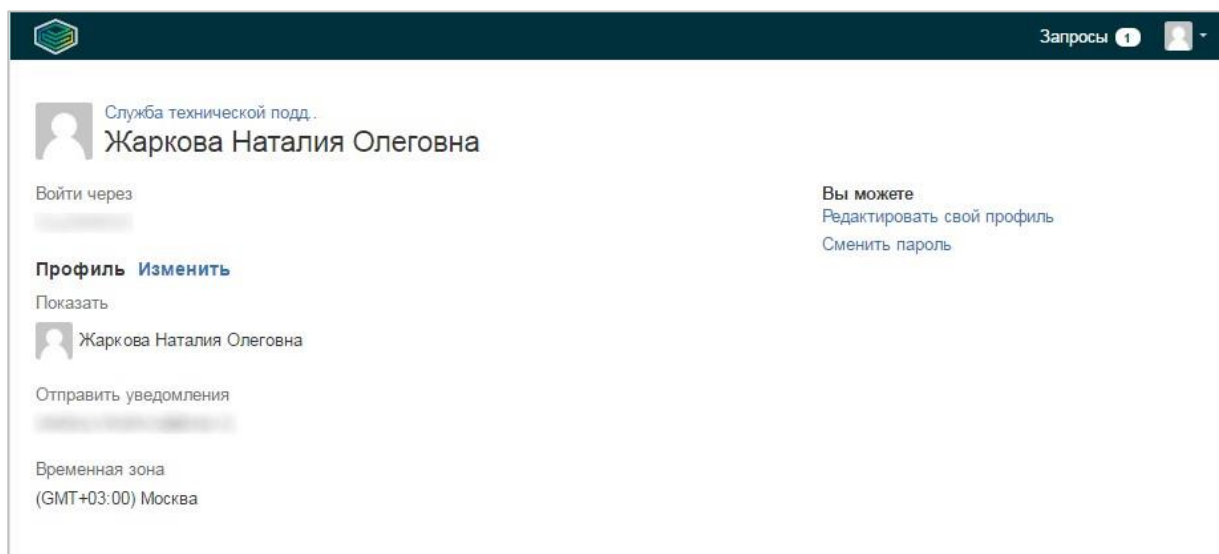 Запросы 1
Служба технической подд..
Жаркова Наталия Олеговна
Войти через
Вы можете
Редактировать свой профиль
Сменить пароль
Профиль Изменить
Показать
Жаркова Наталия Олеговна
Отправить уведомления
Временная зона
(GMT+03:00) Москва